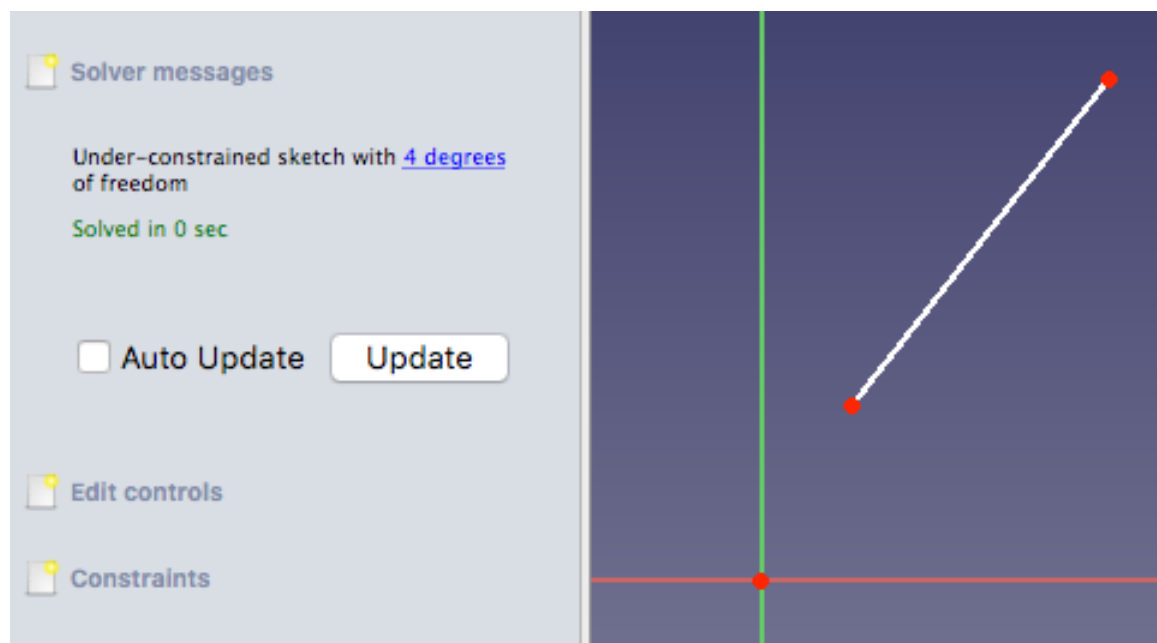 Solver messages
Under-constrained sketch with 4 degrees
of freedom
Solved in 0 sec
Auto Update Update
Edit controls
Constraints